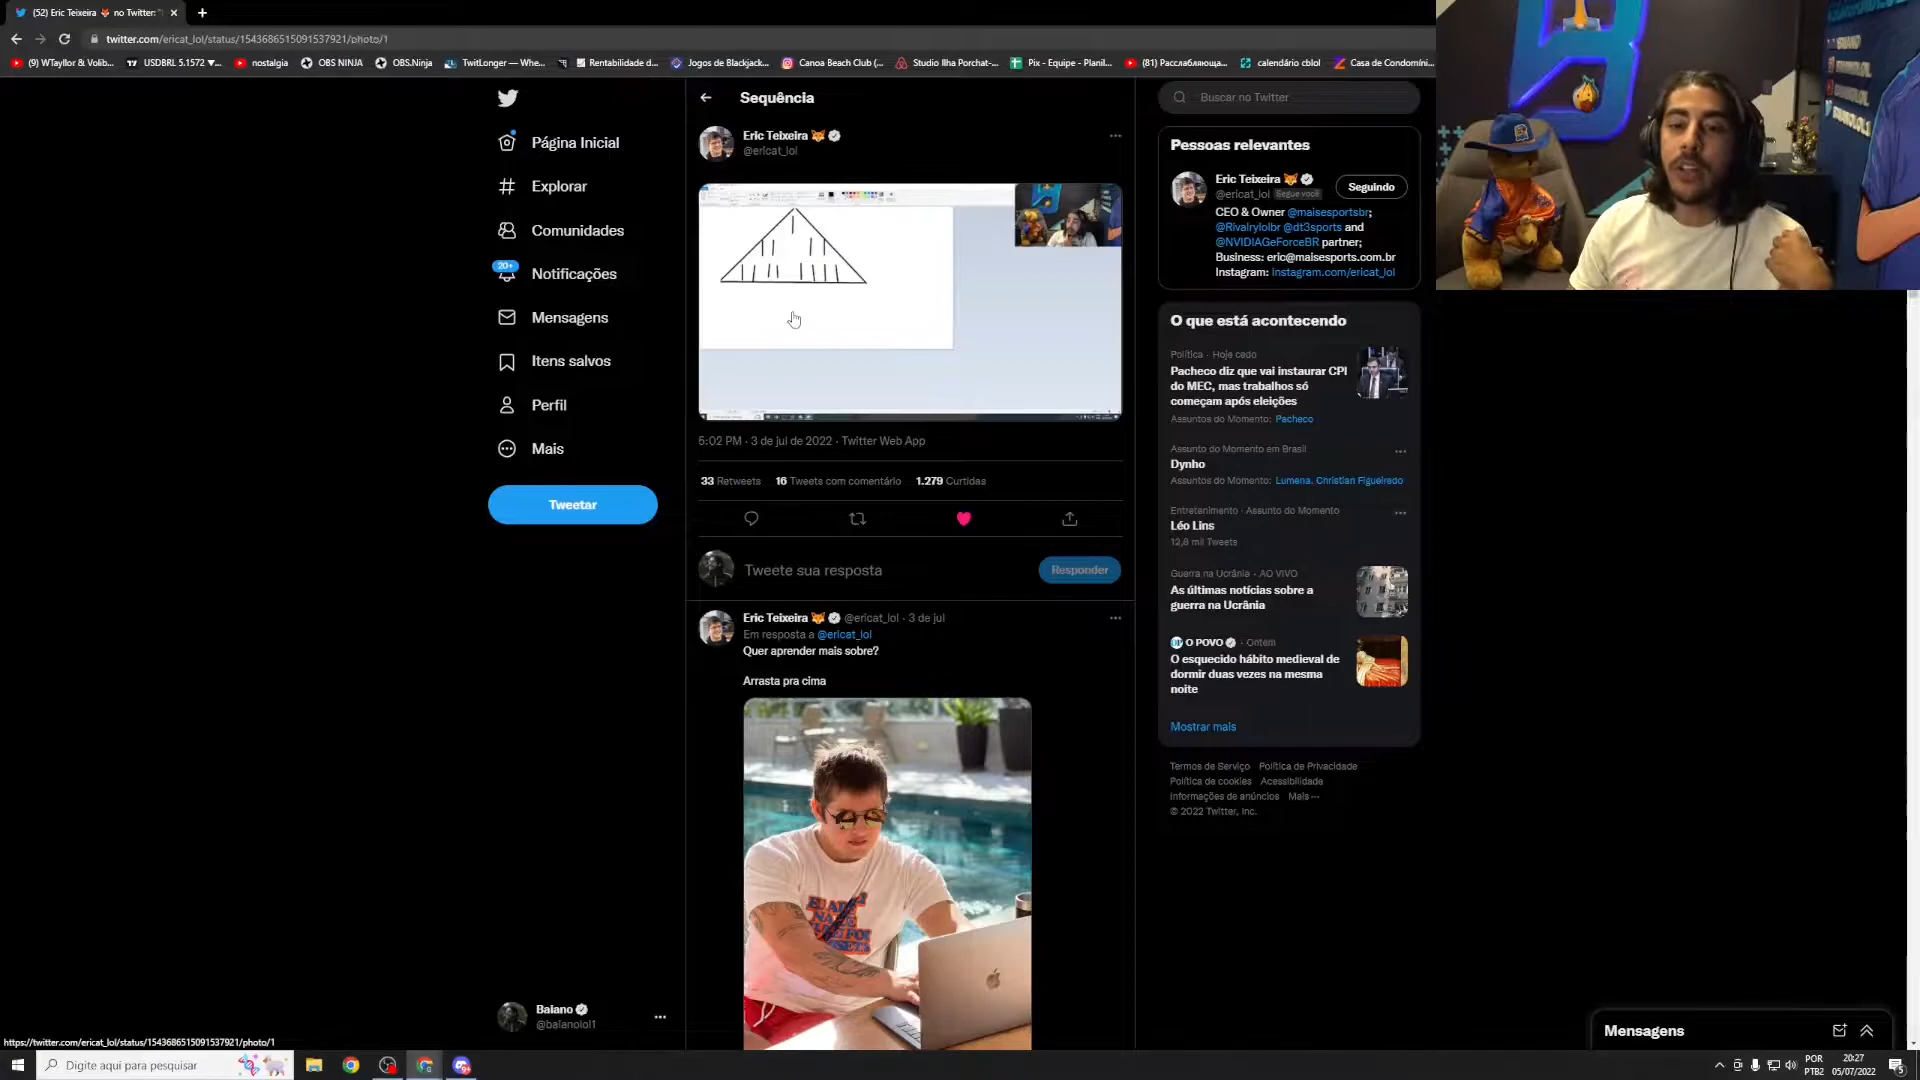 (52) Eric Teixeira 🦊 no Twitter: "
twitter.com/ericat_lol/status/1543686515091537921/photo/1
(9) WTayllor & Volib...
USDBRL 5.1572 ▼...
nostalgia
OBS NINJA
OBS.Ninja
TwitLonger — Whe...
Rentabilidade d...
Jogos de Blackjack...
Canoa Beach Club (...
Studio Ilha Porchat-...
Pix - Equipe - Planil...
(81) Расслабляюща...
calendário cblol
Casa de Condomíni...
Página Inicial
Explorar
Comunidades
20+
Notificações
Mensagens
Itens salvos
Perfil
Mais
Tweetar
Baiano
@baianolol1
Sequência
Eric Teixeira 🦊
@ericat_lol
5:02 PM · 3 de jul de 2022 · Twitter Web App
33 Retweets 16 Tweets com comentário 1.279 Curtidas
Tweete sua resposta
Responder
Eric Teixeira 🦊 @ericat_lol · 3 de jul
Em resposta a @ericat_lol
Quer aprender mais sobre?
Arrasta pra cima
Buscar no Twitter
Pessoas relevantes
Eric Teixeira 🦊
@ericat_lol Segue você
Seguindo
CEO & Owner @maisesportsbr;
@Rivalrylolbr @dt3sports and
@NVIDIAGeForceBR partner;
Business: eric@maisesports.com.br
Instagram: instagram.com/ericat_lol
O que está acontecendo
Política · Hoje cedo
Pacheco diz que vai instaurar CPI
do MEC, mas trabalhos só
começam após eleições
Assuntos do Momento: Pacheco
Assunto do Momento em Brasil
Dynho
Assuntos do Momento: Lumena, Christian Figueiredo
Entretenimento · Assunto do Momento
Léo Lins
12,8 mil Tweets
Guerra na Ucrânia · AO VIVO
As últimas notícias sobre a
guerra na Ucrânia
O POVO · Ontem
O esquecido hábito medieval de
dormir duas vezes na mesma
noite
Mostrar mais
Termos de Serviço Política de Privacidade
Política de cookies Acessibilidade
Informações de anúncios Mais ···
© 2022 Twitter, Inc.
Mensagens
https://twitter.com/ericat_lol/status/1543686515091537921/photo/1
Digite aqui para pesquisar
POR
PTB2
20:27
05/07/2022
5